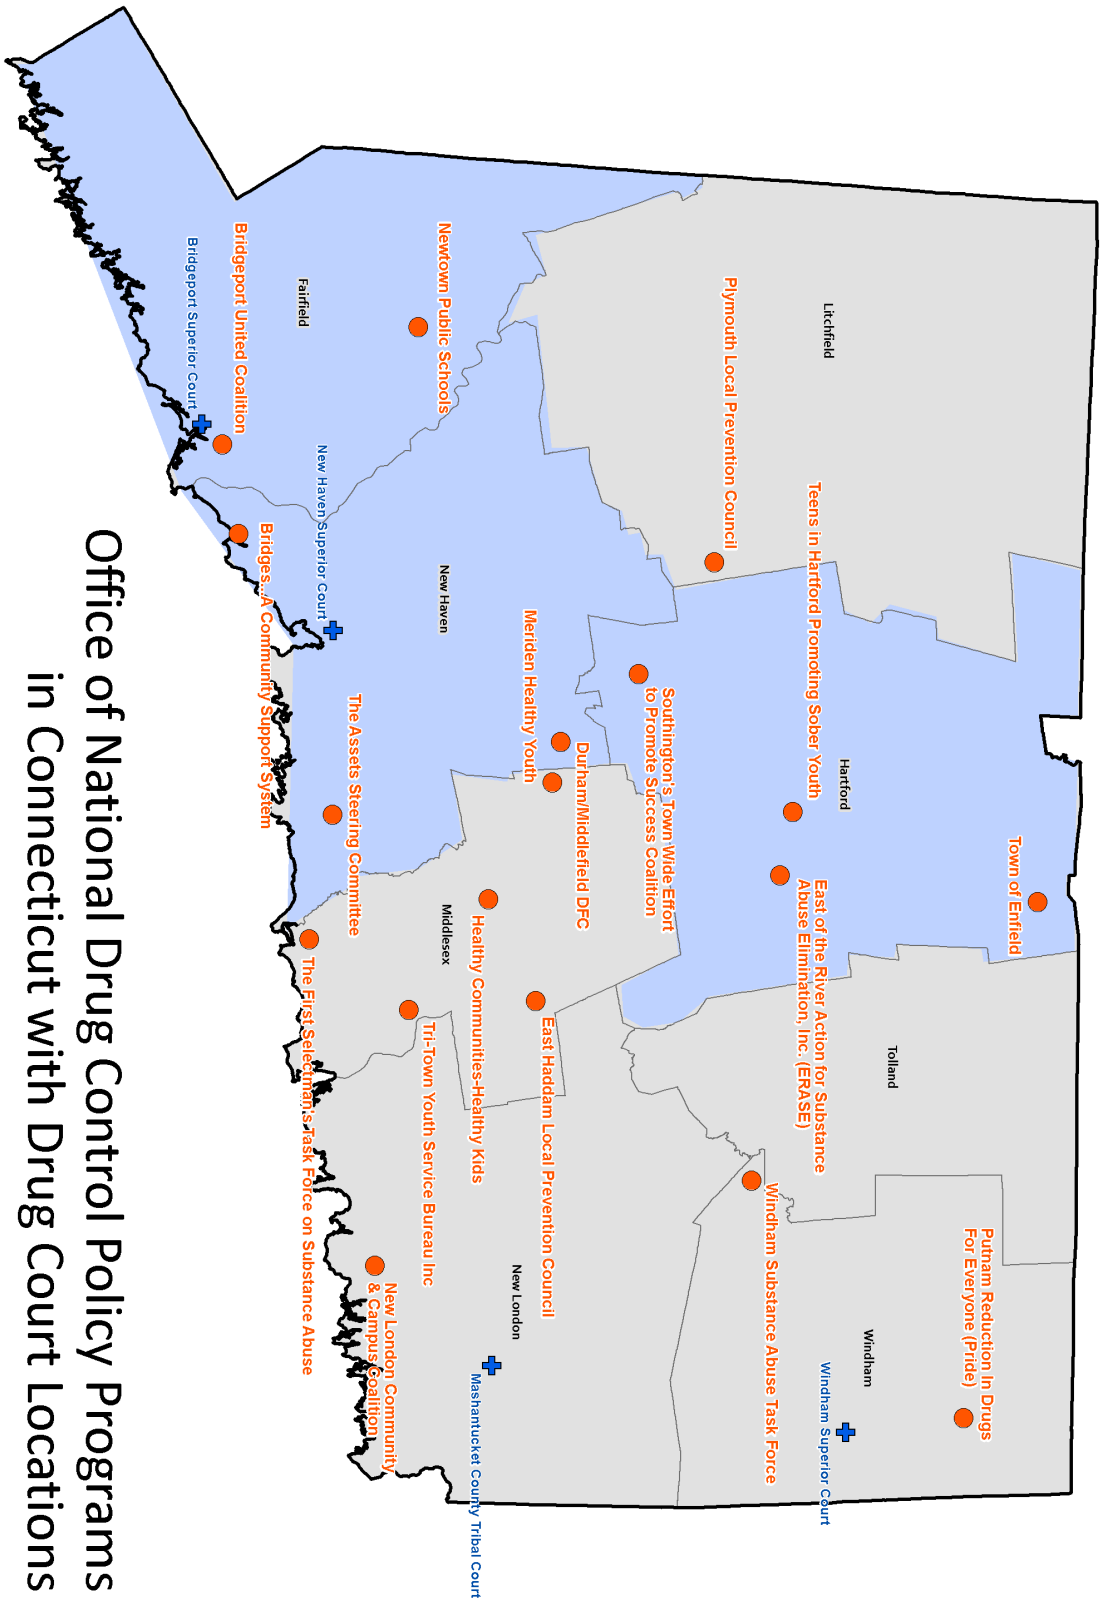 Town of Enfield
Putnam Reduction In Drugs
For Everyone (Pride)
Tolland
Windham
Hartford
Litchfield
Windham Superior Court
East of the River Action for Substance
Abuse Elimination, Inc. (ERASE)
Teens in Hartford Promoting Sober Youth
Windham Substance Abuse Task Force
Plymouth Local Prevention Council
Southington's Town Wide Effort
to Promote Success Coalition
Durham/Middlefield DFC
East Haddam Local Prevention Council
Meriden Healthy Youth
New London
Healthy Communities-Healthy Kids
Mashantucket County Tribal Court
Middlesex
New Haven
Newtown Public Schools
Tri-Town Youth Service Bureau Inc
New London Community
& Campus Coalition
The Assets Steering Committee
New Haven Superior Court
The First Selectman's Task Force on Substance Abuse
Fairfield
Bridges...A Community Support System
Bridgeport United Coalition
Bridgeport Superior Court
Office of National Drug Control Policy Programs
in Connecticut with Drug Court Locations